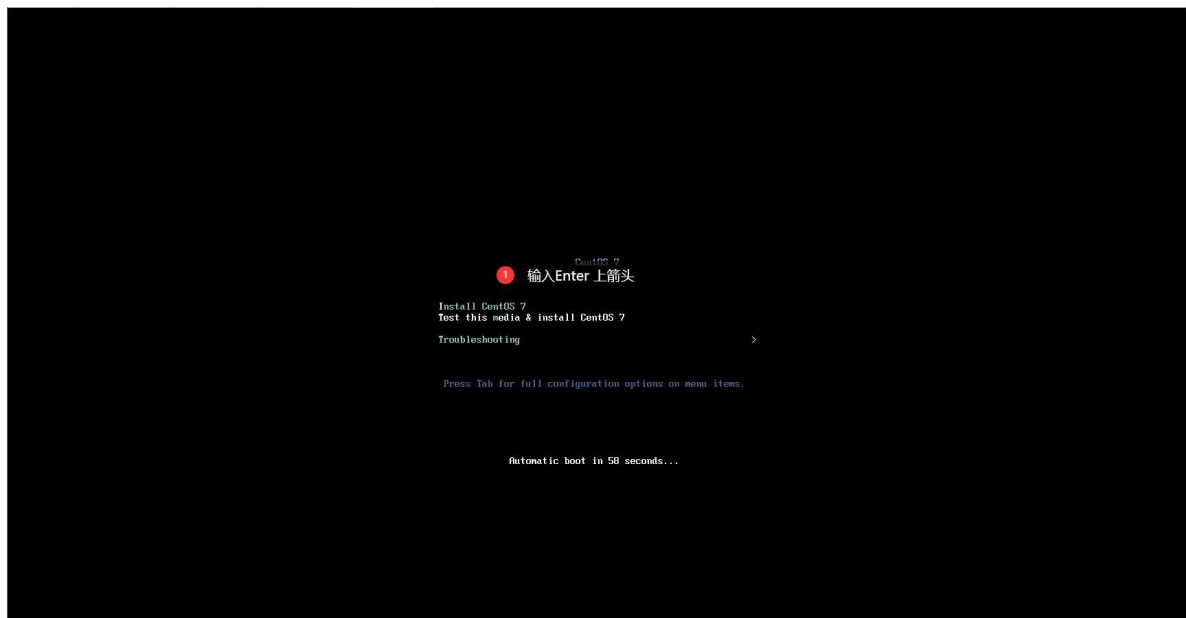 CentOS 7
1 输入Enter 上箭头
Install CentOS 7
Test this media & install CentOS 7
Troubleshooting >
Press Tab for full configuration options on menu items.
Automatic boot in 58 seconds...